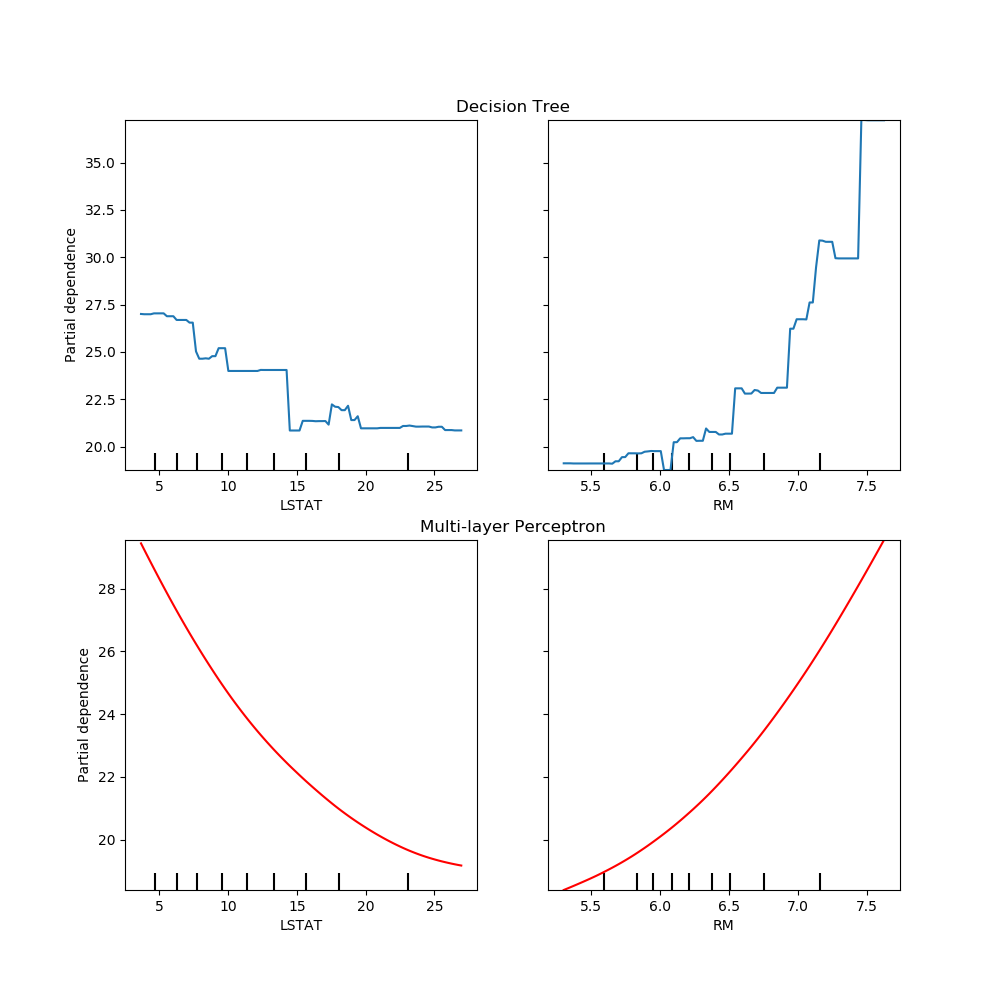 Decision Tree
Partial dependence
35.0
32.5
30.0
27.5
25.0
22.5
20.0
5 10 15 20 25
LSTAT
5.5 6.0 6.5 7.0 7.5
RM
Multi-layer Perceptron
Partial dependence
28
26
24
22
20
5 10 15 20 25
LSTAT
5.5 6.0 6.5 7.0 7.5
RM